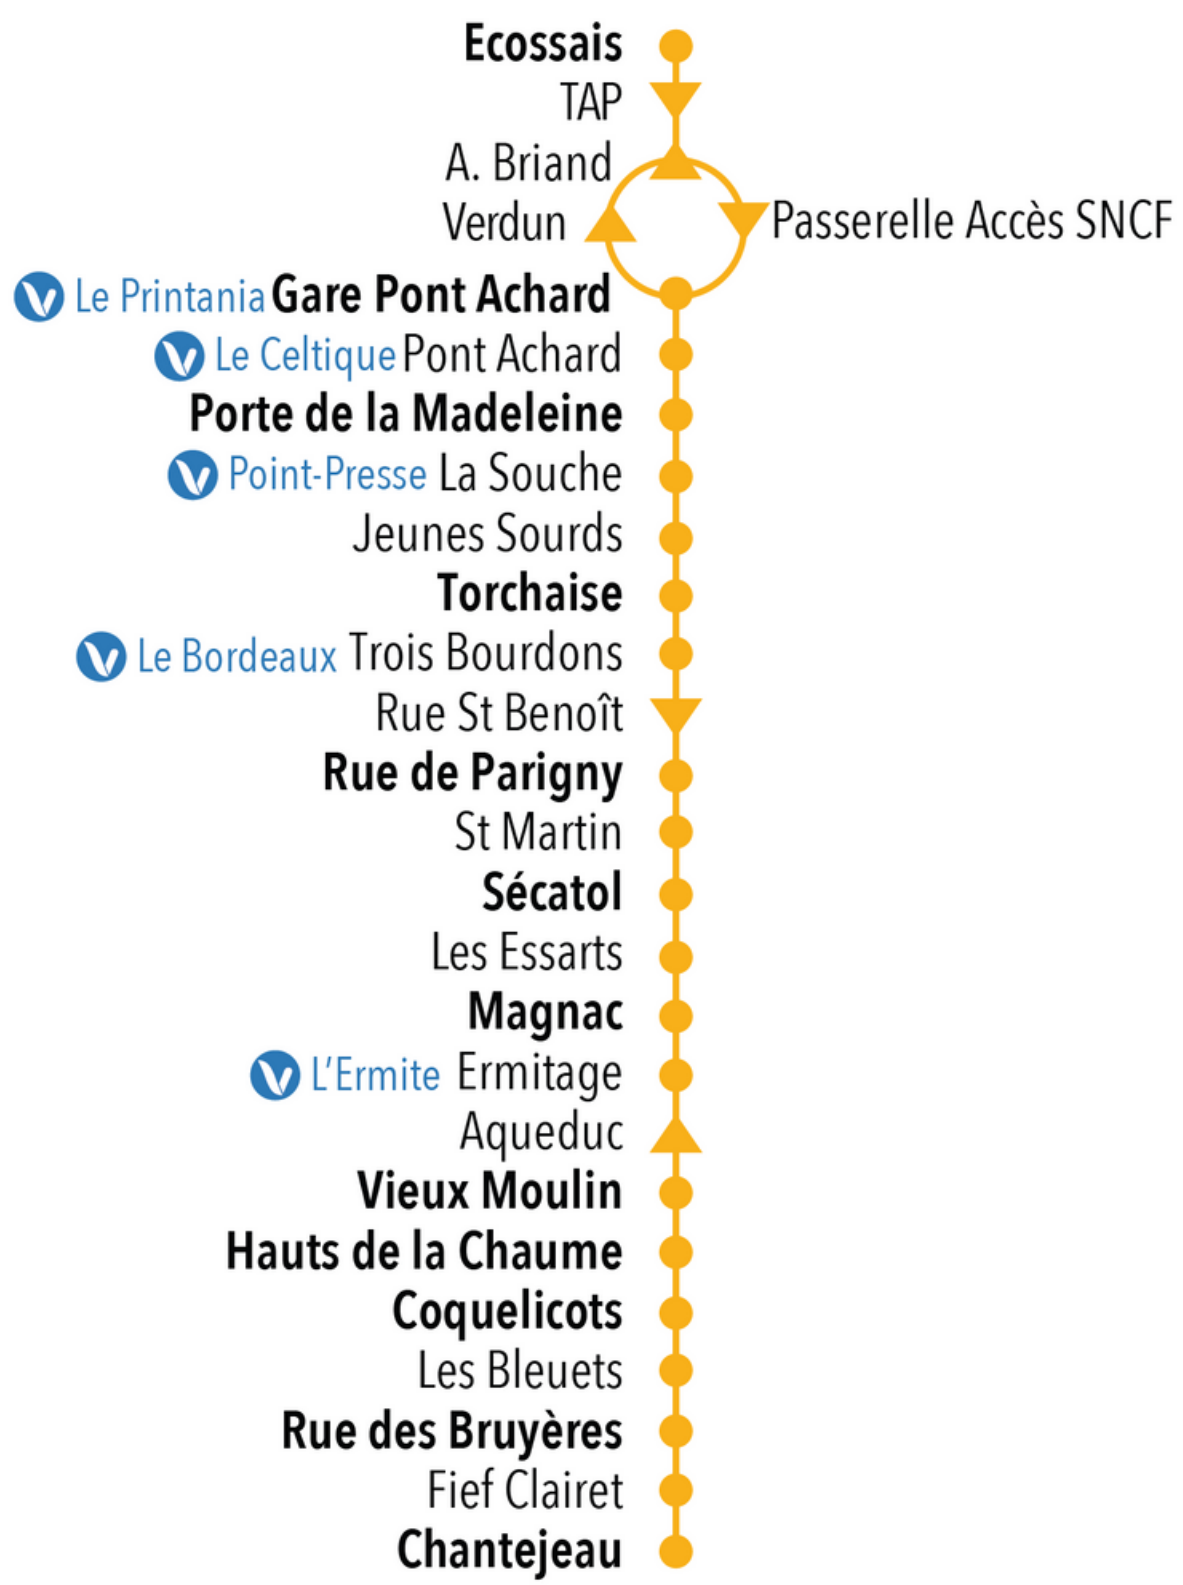 Ecossais
TAP
A. Briand
Verdun
Passerelle Accès SNCF
Le Printania Gare Pont Achard
Le Celtique Pont Achard
Porte de la Madeleine
Point-Presse La Souche
Jeunes Sourds
Torchaise
Le Bordeaux Trois Bourdons
Rue St Benoît
Rue de Parigny
St Martin
Sécatol
Les Essarts
Magnac
L'Ermite Ermitage
Aqueduc
Vieux Moulin
Hauts de la Chaume
Coquelicots
Les Bleuets
Rue des Bruyères
Fief Clairet
Chantejeau